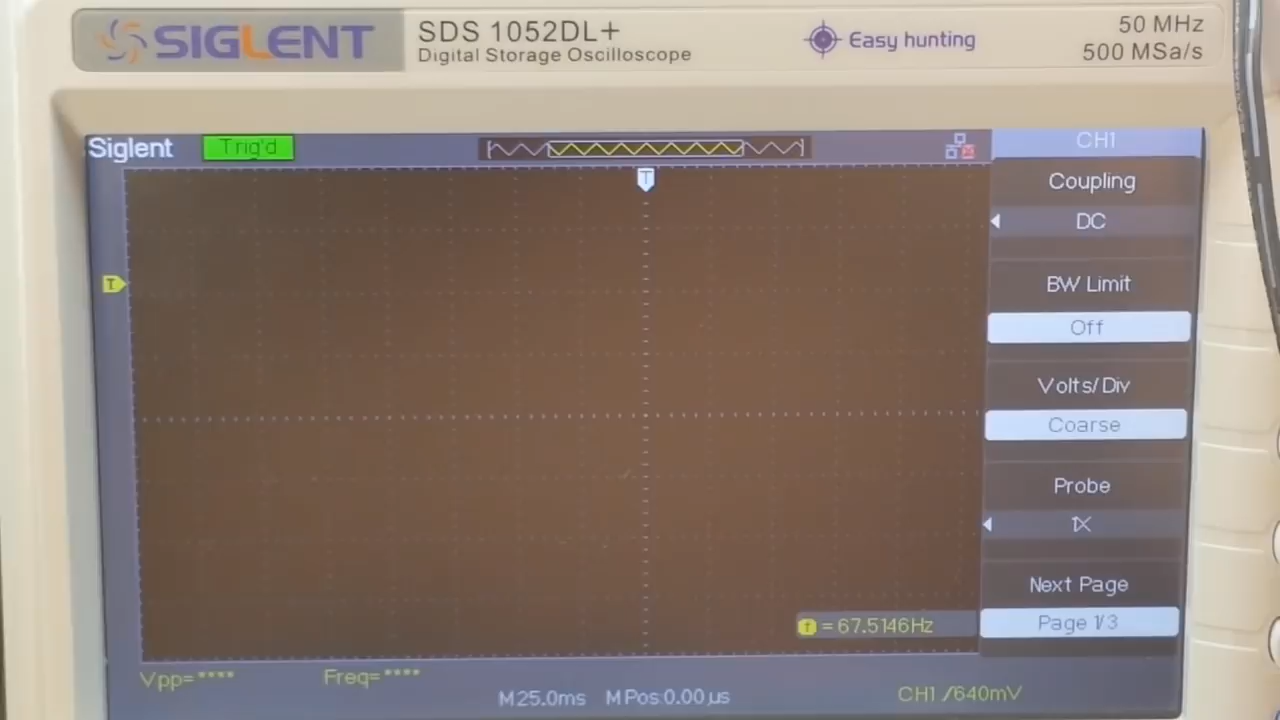 SIGLENT
SDS 1052DL+
Digital Storage Oscilloscope
Easy hunting
50 MHz
500 MSa/s
Siglent
Trig'd
T
CH1
Coupling
DC
T
BW Limit
Off
Volts/Div
Coarse
Probe
1X
Next Page
Page 1/3
f = 67.5146Hz
Vpp=****
Freq=****
M 25.0ms
M Pos:0.00µs
CH1 /640mV